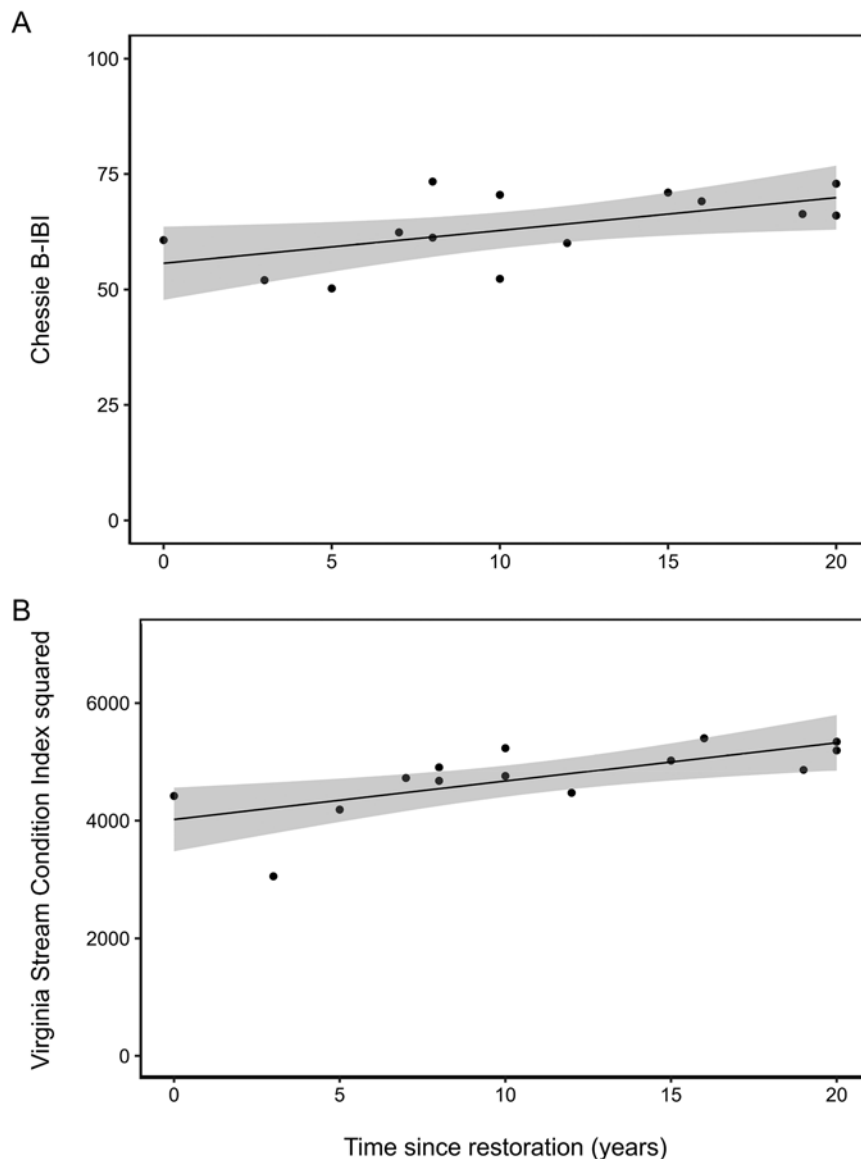 A
Chessie B-IBI
100
75
50
25
0
0 5 10 15 20
B
Virginia Stream Condition Index squared
6000
4000
2000
0
0 5 10 15 20
Time since restoration (years)